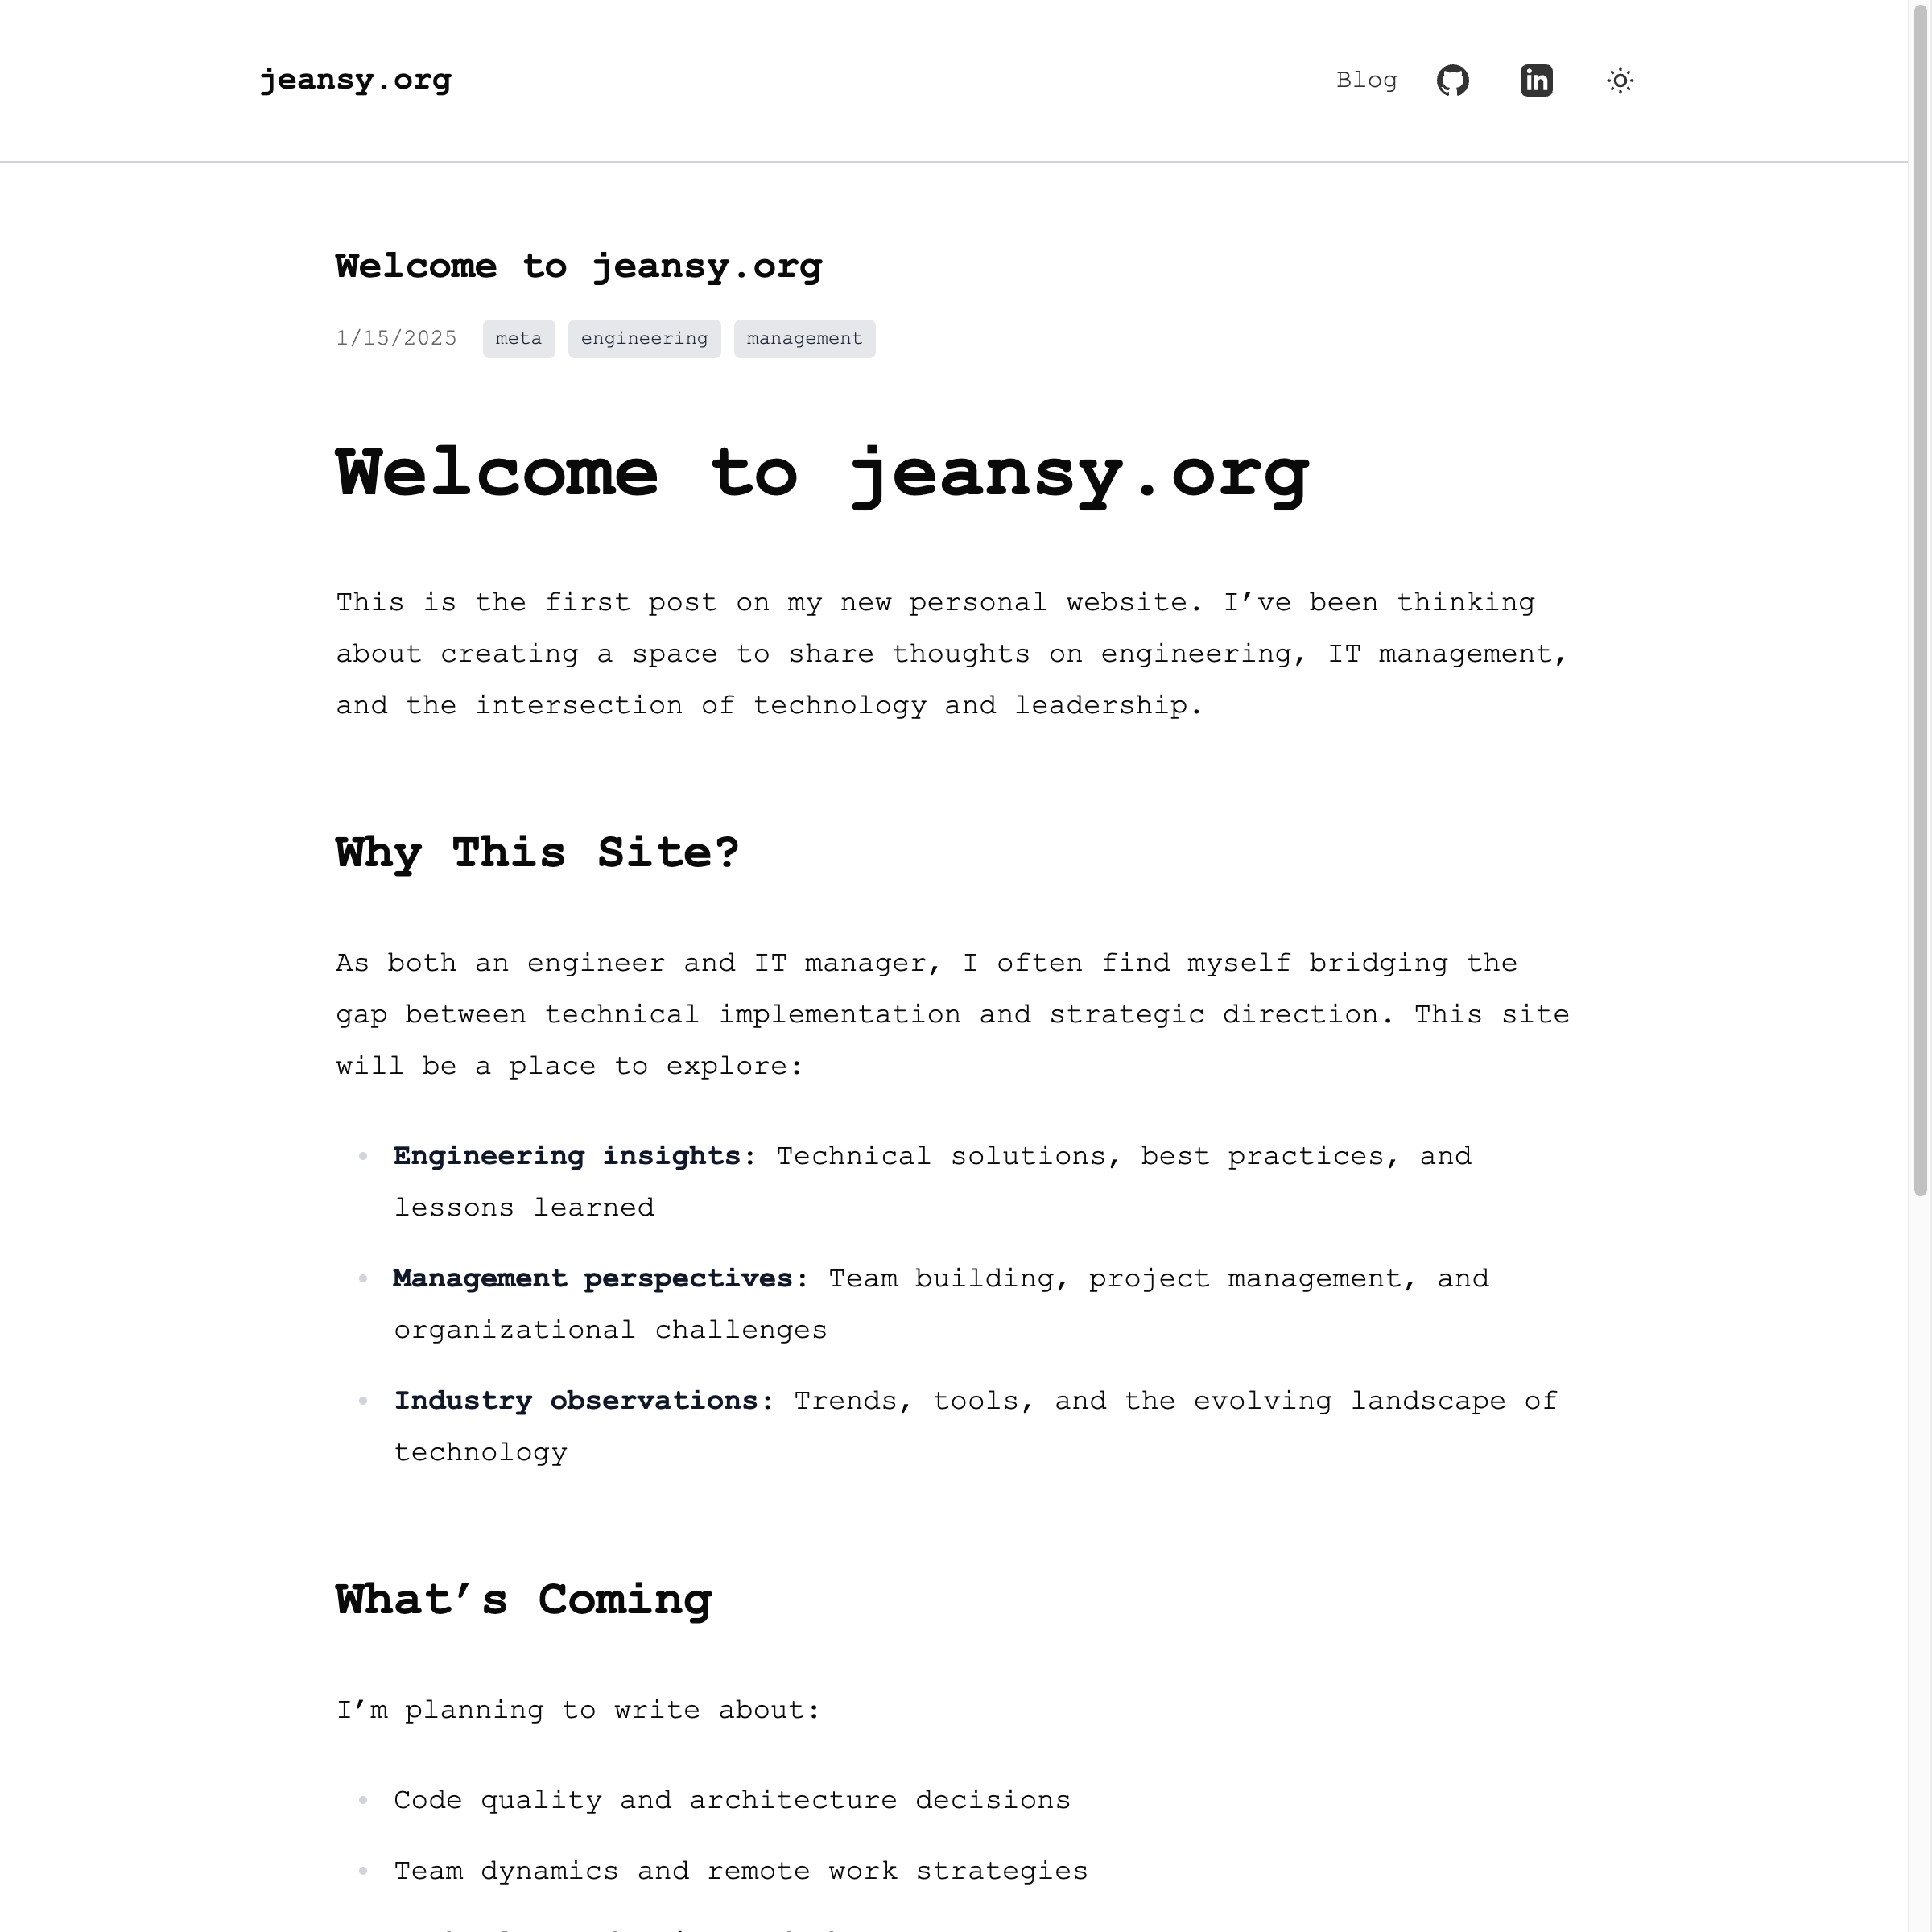 jeansy.org
Blog
in
Welcome to jeansy.org
1/15/2025 meta engineering management
Welcome to jeansy.org
This is the first post on my new personal website. I’ve been thinking
about creating a space to share thoughts on engineering, IT management,
and the intersection of technology and leadership.
Why This Site?
As both an engineer and IT manager, I often find myself bridging the
gap between technical implementation and strategic direction. This site
will be a place to explore:
Engineering insights: Technical solutions, best practices, and
lessons learned
Management perspectives: Team building, project management, and
organizational challenges
Industry observations: Trends, tools, and the evolving landscape of
technology
What’s Coming
I’m planning to write about:
Code quality and architecture decisions
Team dynamics and remote work strategies